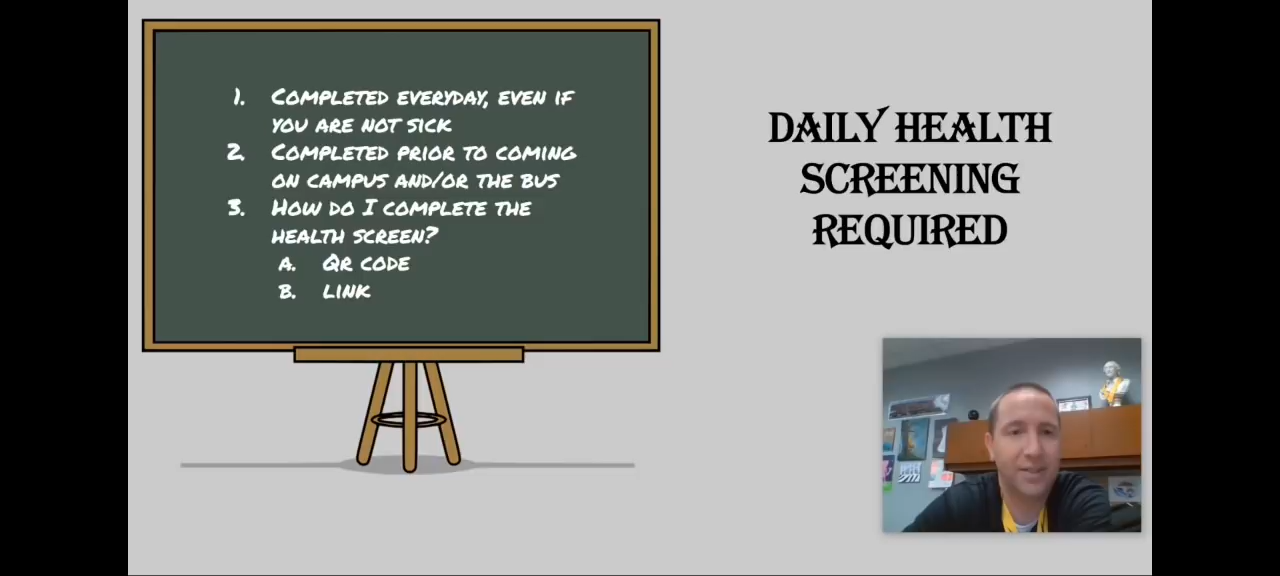 1. Completed everyday, even if
you are not sick
2. Completed prior to coming
on campus and/or the bus
3. How do I complete the
health screen?
a. QR code
b. Link
DAILY HEALTH
SCREENING
REQUIRED